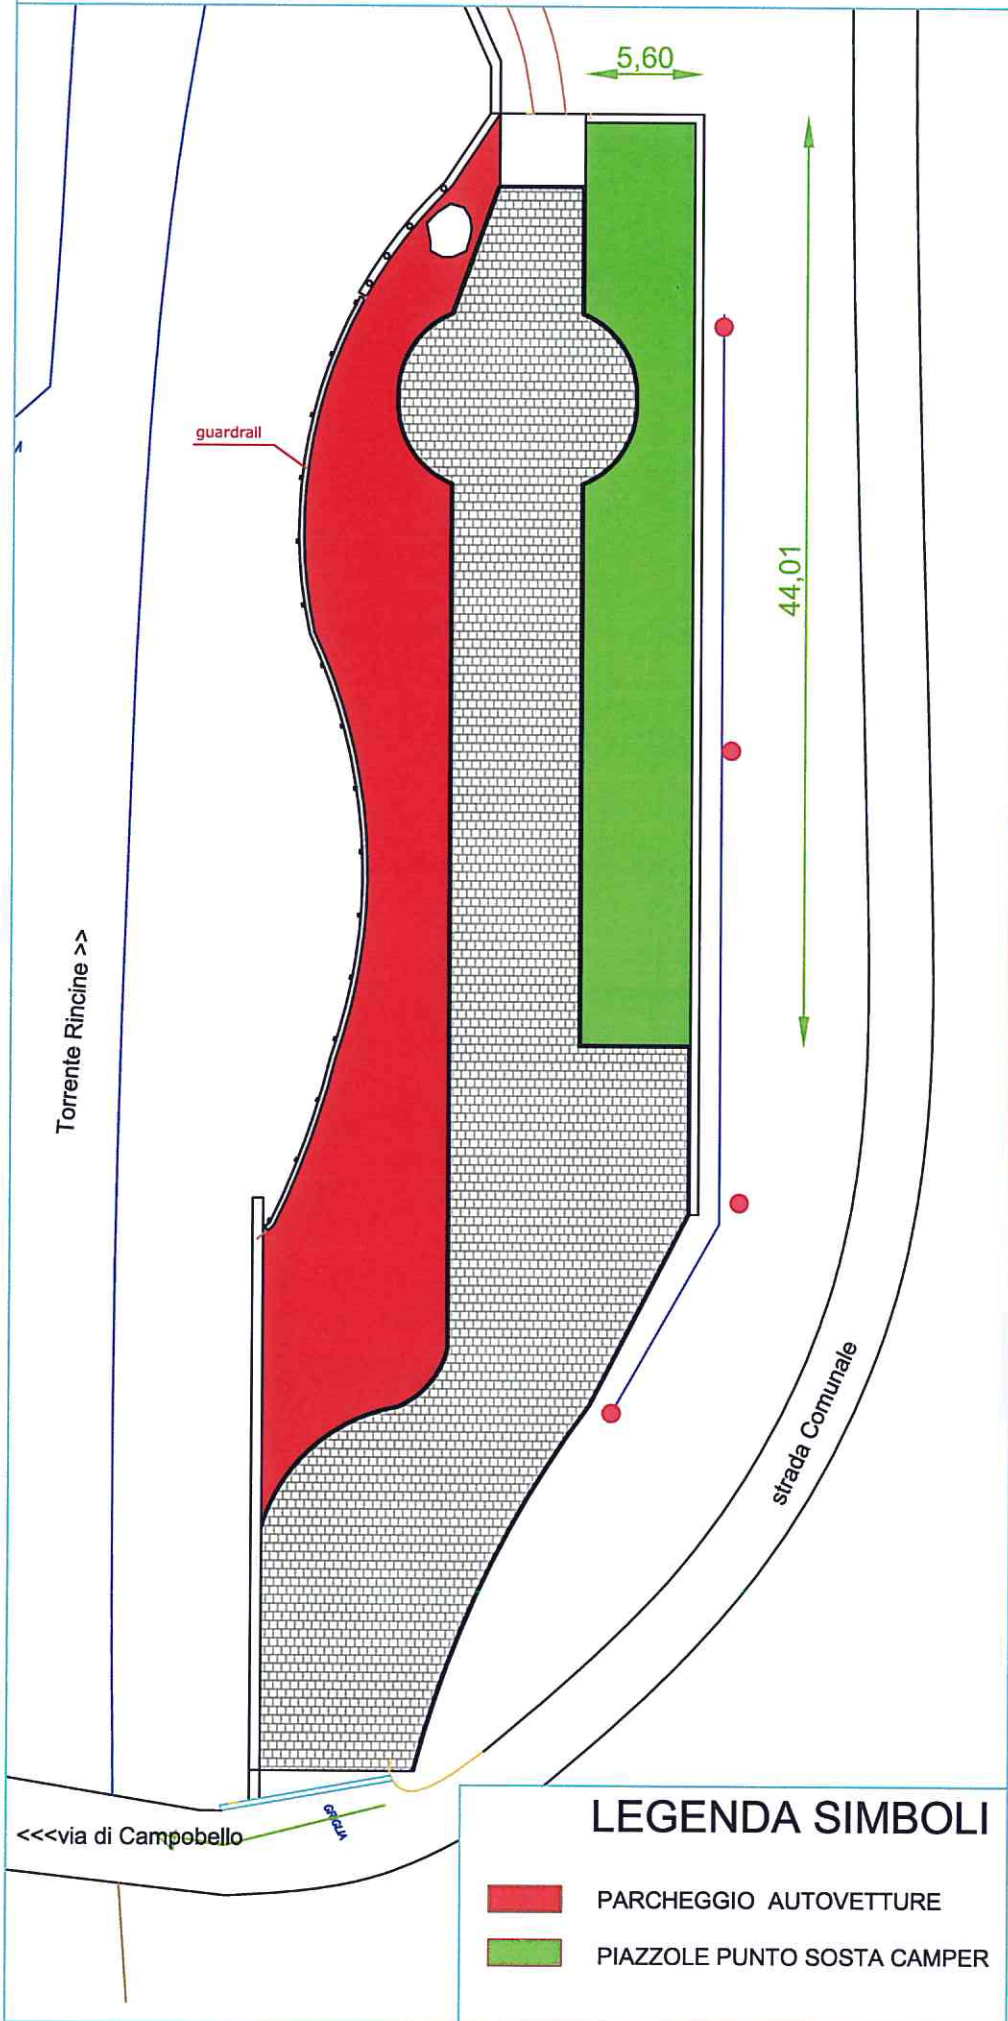 5,60
guardrail
44,01
Torrente Rincine >>
strada Comunale
<<<via di Campobello
GRIGLIA
LEGENDA SIMBOLI
PARCHEGGIO AUTOVETTURE
PIAZZOLE PUNTO SOSTA CAMPER